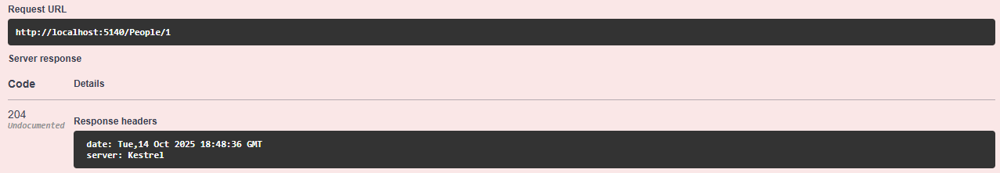 Request URL
http://localhost:5140/People/1
Server response
Code Details
204
Undocumented
Response headers
date: Tue,14 Oct 2025 18:48:36 GMT
server: Kestrel